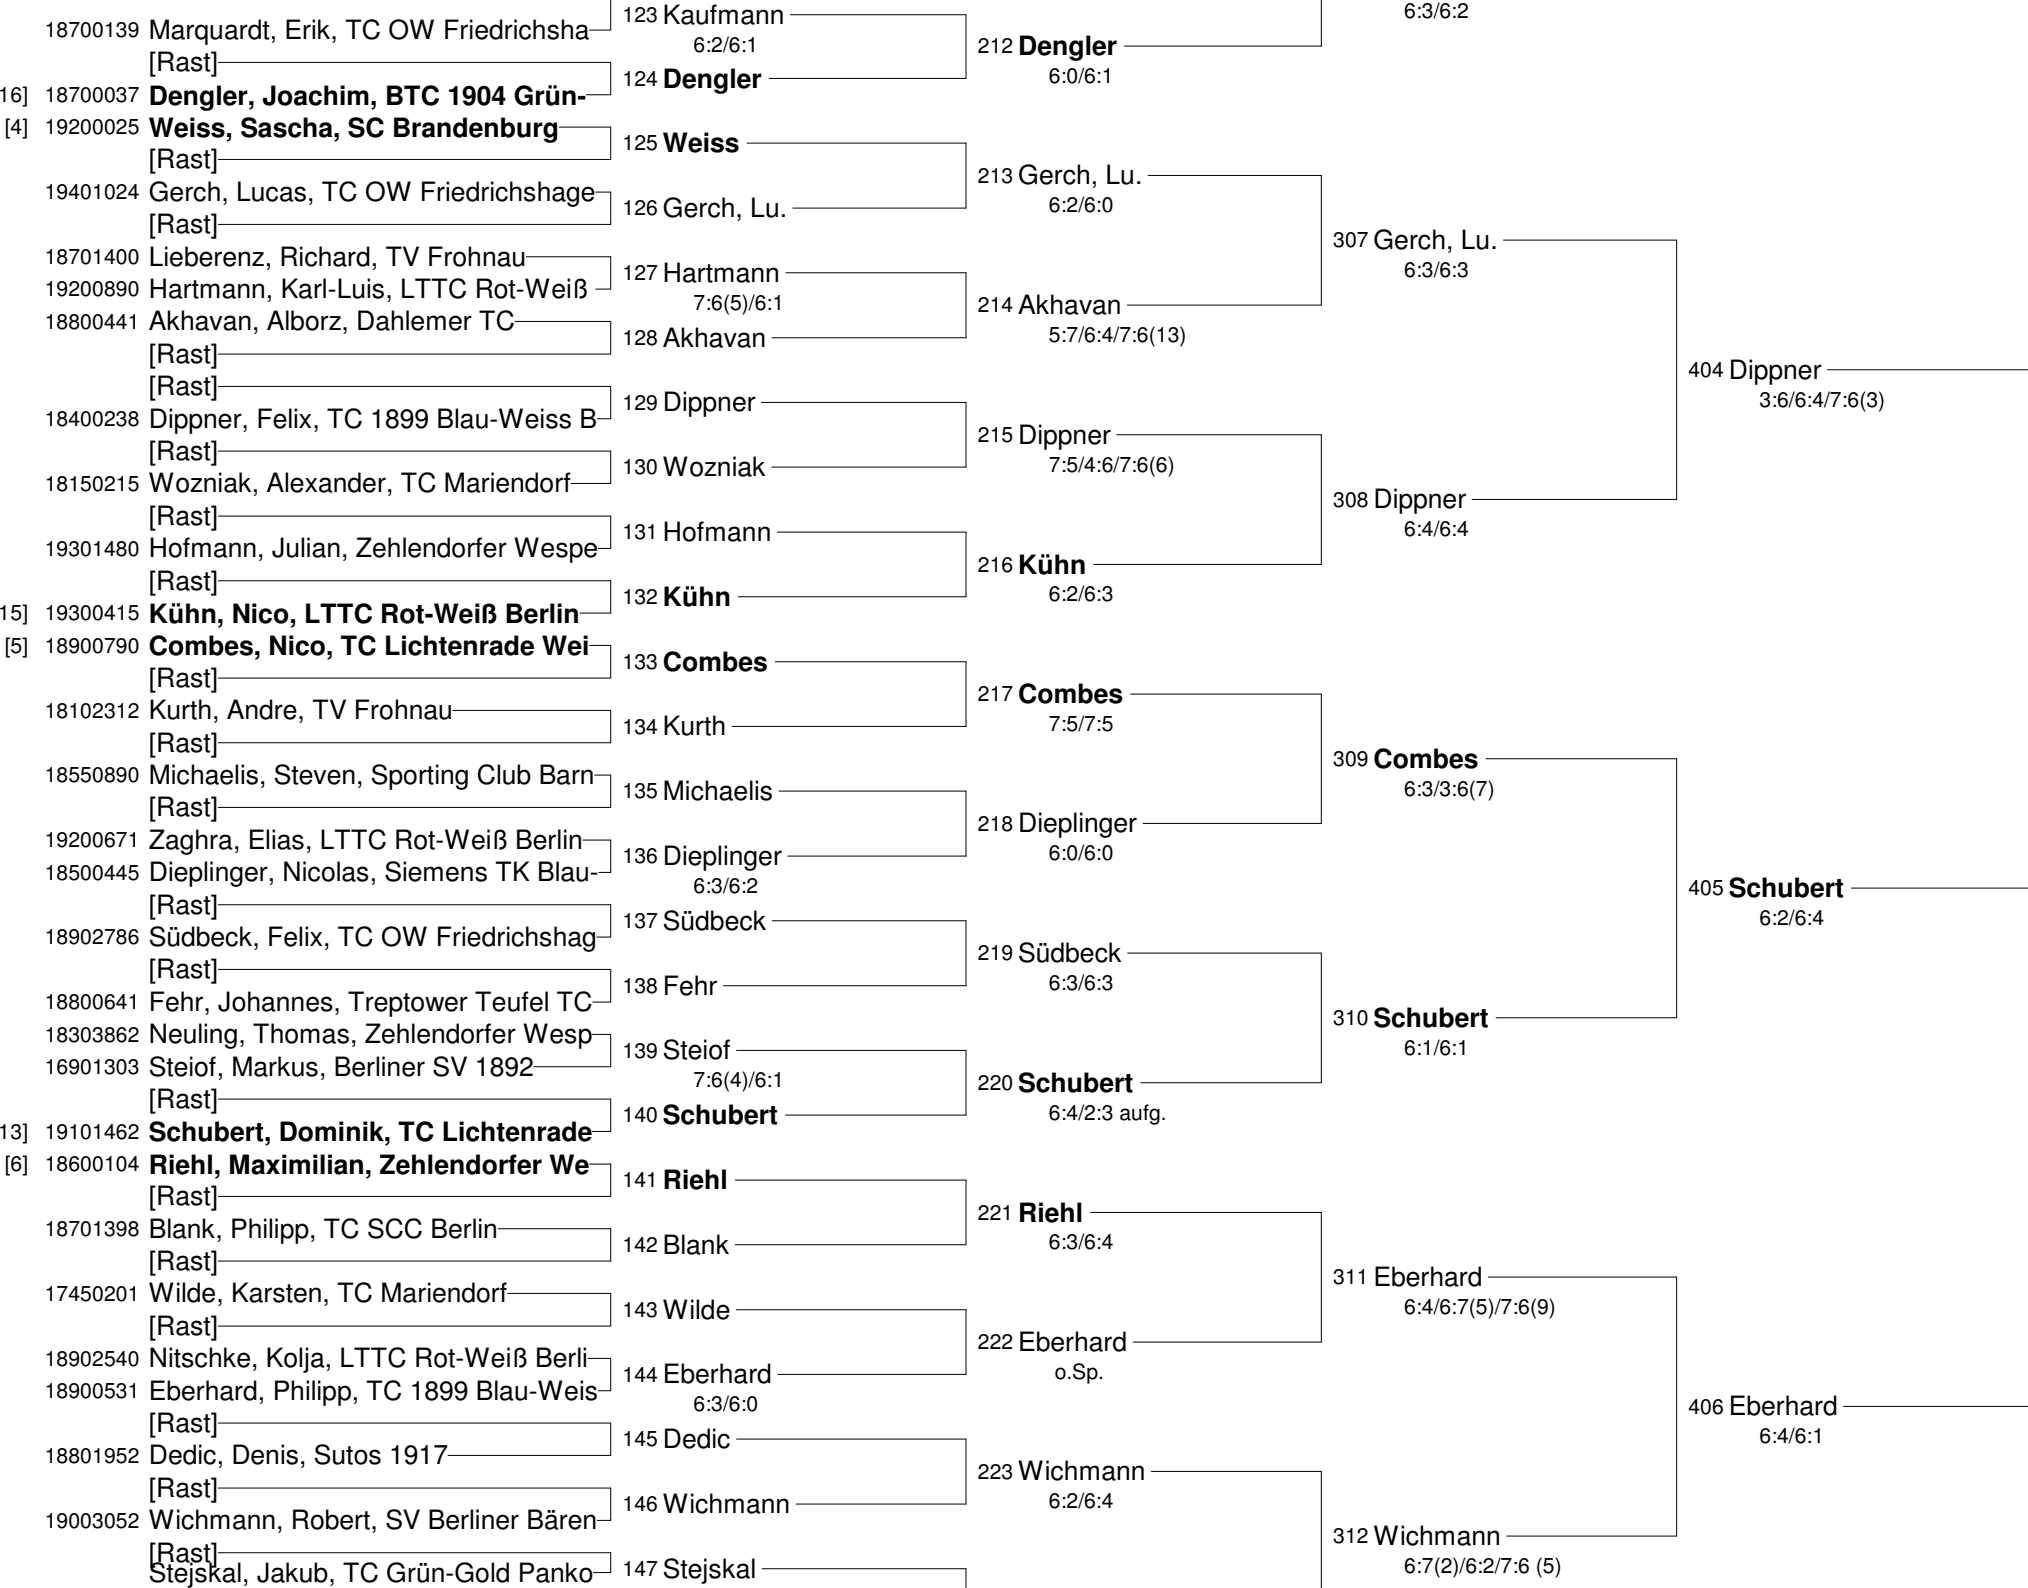 18700139 Marquardt, Erik, TC OW Friedrichsha
[Rast]
16] 18700037 Dengler, Joachim, BTC 1904 Grün-
[4] 19200025 Weiss, Sascha, SC Brandenburg
[Rast]
19401024 Gerch, Lucas, TC OW Friedrichshage
[Rast]
18701400 Lieberenz, Richard, TV Frohnau
19200890 Hartmann, Karl-Luis, LTTC Rot-Weiß
18800441 Akhavan, Alborz, Dahlemer TC
[Rast]
[Rast]
18400238 Dippner, Felix, TC 1899 Blau-Weiss B
[Rast]
18150215 Wozniak, Alexander, TC Mariendorf
[Rast]
19301480 Hofmann, Julian, Zehlendorfer Wespe
[Rast]
15] 19300415 Kühn, Nico, LTTC Rot-Weiß Berlin
[5] 18900790 Combes, Nico, TC Lichtenrade Wei
[Rast]
18102312 Kurth, Andre, TV Frohnau
[Rast]
18550890 Michaelis, Steven, Sporting Club Barn
[Rast]
19200671 Zaghra, Elias, LTTC Rot-Weiß Berlin
18500445 Dieplinger, Nicolas, Siemens TK Blau-
[Rast]
18902786 Südbeck, Felix, TC OW Friedrichshag
[Rast]
18800641 Fehr, Johannes, Treptower Teufel TC
18303862 Neuling, Thomas, Zehlendorfer Wesp
16901303 Steiof, Markus, Berliner SV 1892
[Rast]
13] 19101462 Schubert, Dominik, TC Lichtenrade
[6] 18600104 Riehl, Maximilian, Zehlendorfer We
[Rast]
18701398 Blank, Philipp, TC SCC Berlin
[Rast]
17450201 Wilde, Karsten, TC Mariendorf
[Rast]
18902540 Nitschke, Kolja, LTTC Rot-Weiß Berli
18900531 Eberhard, Philipp, TC 1899 Blau-Weis
[Rast]
18801952 Dedic, Denis, Sutos 1917
[Rast]
19003052 Wichmann, Robert, SV Berliner Bären
[Rast]
Stejskal, Jakub, TC Grün-Gold Panko
123 Kaufmann
6:2/6:1
124 Dengler
125 Weiss
126 Gerch, Lu.
127 Hartmann
7:6(5)/6:1
128 Akhavan
129 Dippner
130 Wozniak
131 Hofmann
132 Kühn
133 Combes
134 Kurth
135 Michaelis
136 Dieplinger
6:3/6:2
137 Südbeck
138 Fehr
139 Steiof
7:6(4)/6:1
140 Schubert
141 Riehl
142 Blank
143 Wilde
144 Eberhard
6:3/6:0
145 Dedic
146 Wichmann
147 Stejskal
212 Dengler
6:0/6:1
213 Gerch, Lu.
6:2/6:0
214 Akhavan
5:7/6:4/7:6(13)
215 Dippner
7:5/4:6/7:6(6)
216 Kühn
6:2/6:3
217 Combes
7:5/7:5
218 Dieplinger
6:0/6:0
219 Südbeck
6:3/6:3
220 Schubert
6:4/2:3 aufg.
221 Riehl
6:3/6:4
222 Eberhard
o.Sp.
223 Wichmann
6:2/6:4
6:3/6:2
307 Gerch, Lu.
6:3/6:3
308 Dippner
6:4/6:4
309 Combes
6:3/3:6(7)
310 Schubert
6:1/6:1
311 Eberhard
6:4/6:7(5)/7:6(9)
312 Wichmann
6:7(2)/6:2/7:6 (5)
404 Dippner
3:6/6:4/7:6(3)
405 Schubert
6:2/6:4
406 Eberhard
6:4/6:1